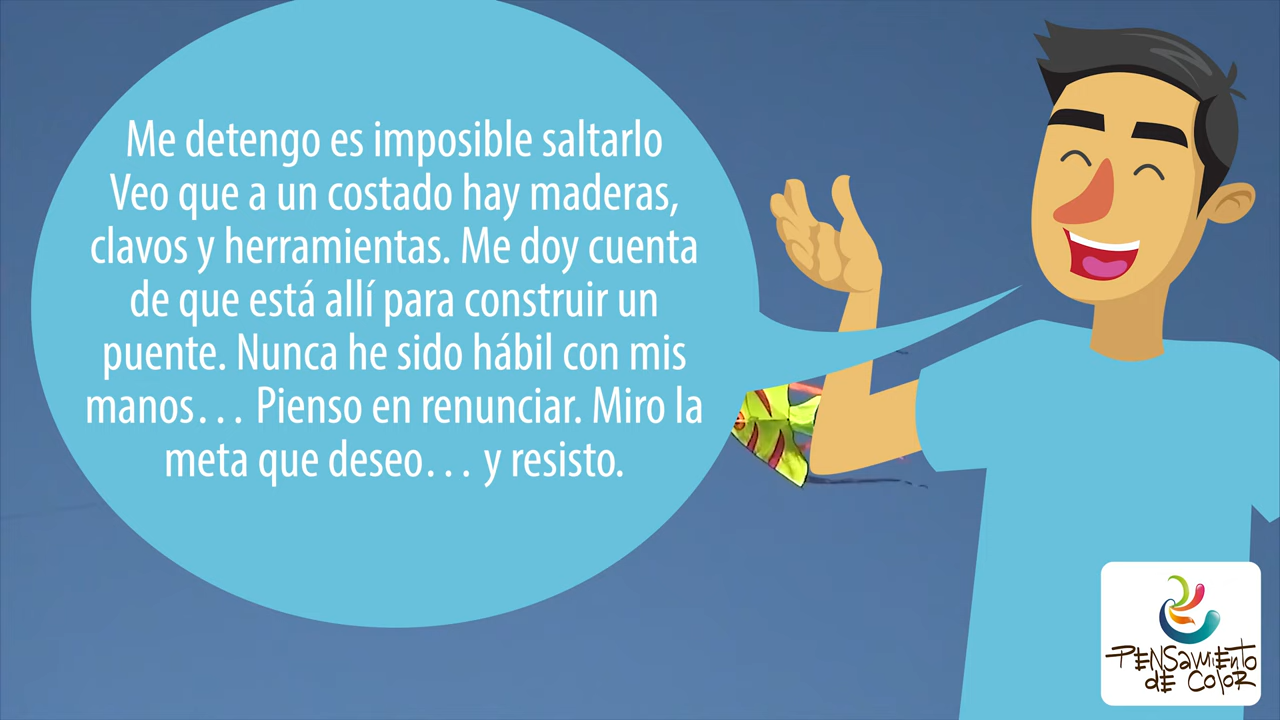 Me detengo es imposible saltarlo
Veo que a un costado hay maderas,
clavos y herramientas. Me doy cuenta
de que está allí para construir un
puente. Nunca he sido hábil con mis
manos… Pienso en renunciar. Miro la
meta que deseo… y resisto.
PENSAMIENTO
DE COLOR